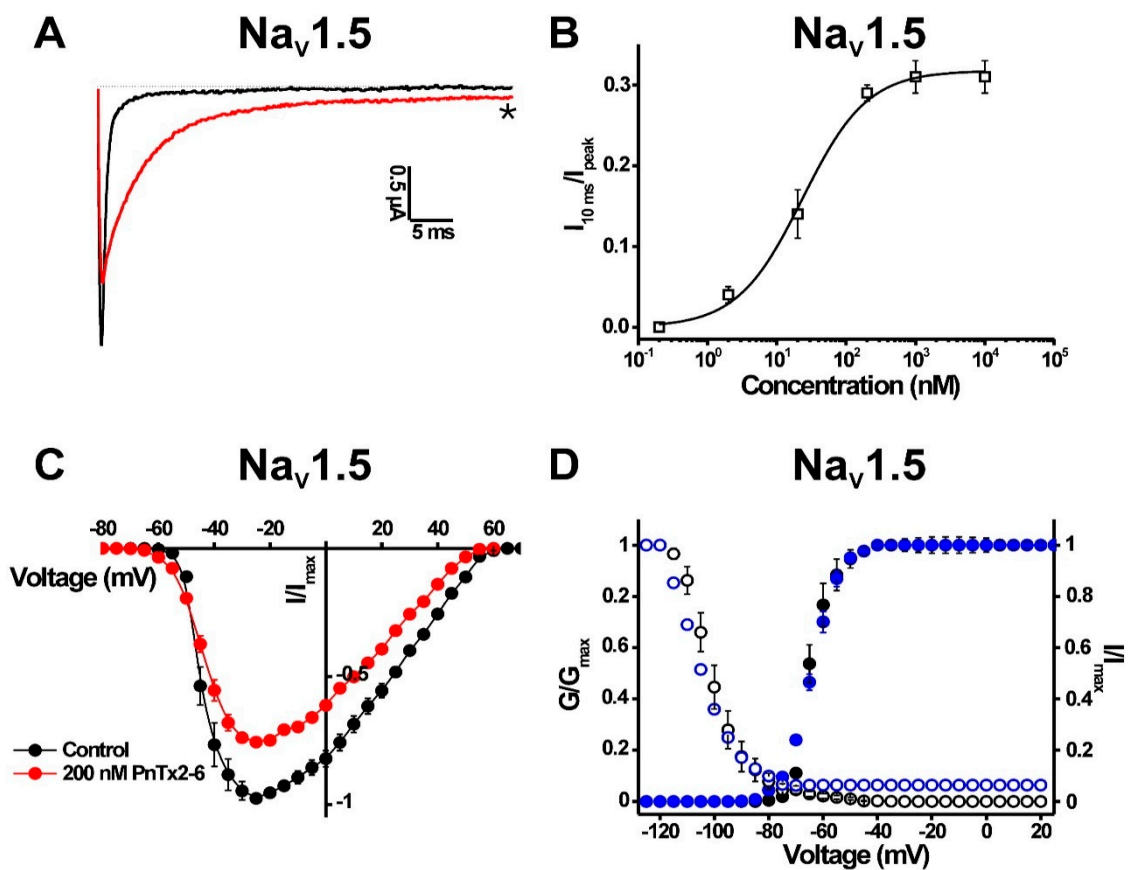 A
Nav1.5
*
0.5 µA
5 ms
B
Nav1.5
I10 ms/Ipeak
0.3
0.2
0.1
0.0
10-1
100
101
102
103
104
105
Concentration (nM)
C
Nav1.5
-80
-60
-40
-20
20
40
60
Voltage (mV)
I/Imax
-0.5
-1
Control
200 nM PnTx2-6
D
Nav1.5
G/Gmax
1
0.2
0.6
0.4
0.2
0
I/Imax
1
0.8
0.6
0.4
0.2
0
-120
-100
-80
-60
-40
-20
0
20
Voltage (mV)